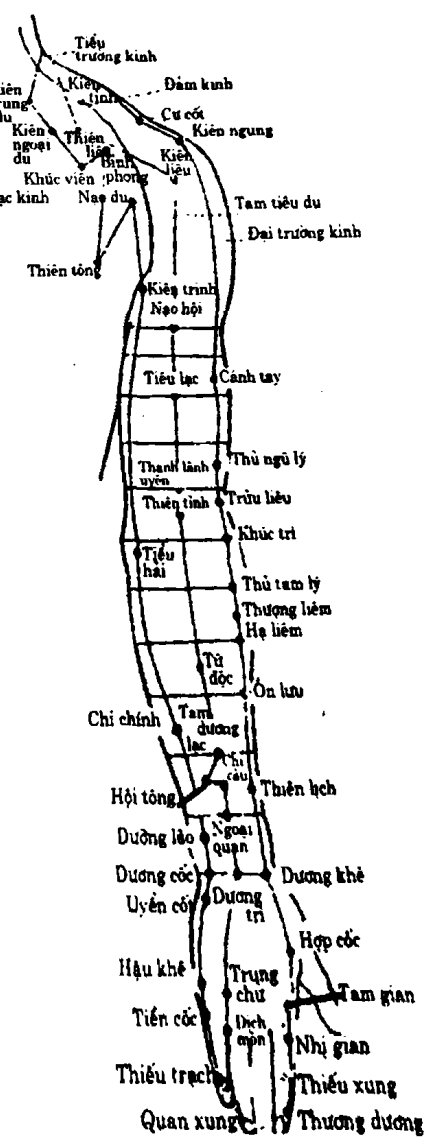 Tiểu
trường kinh
Kiên
tỉnh
Đảm kinh
Cự cốt
Kiên ngung
Kiên
ngoại
du
Thiên
liêu
Bỉnh
phong
Kiên
liêu
Khúc viên
kinh
Nạo du
Tam tiêu du
Đại trường kinh
Thiên tông
Kiên trinh
Nạo hội
Tiêu lạc
Cánh tay
Thủ ngũ lý
Thanh lãnh
uyên
Thiên tỉnh
Trửu liêu
Khúc trì
Tiểu
hải
Thủ tam lý
Thượng liêm
Hạ liêm
Tứ
độc
Ôn lưu
Chi chính
Tam
dương
lạc
Chi
câu
Thiên lịch
Hội tông
Dưỡng lão
Ngoại
quan
Dương cốc
Dương khê
Uyển cốt
Dương
trì
Hợp cốc
Hậu khê
Trung
chử
Tam gian
Tiền cốc
Dịch
môn
Nhị gian
Thiếu trạch
Thiếu xung
Quan xung
Thương dương